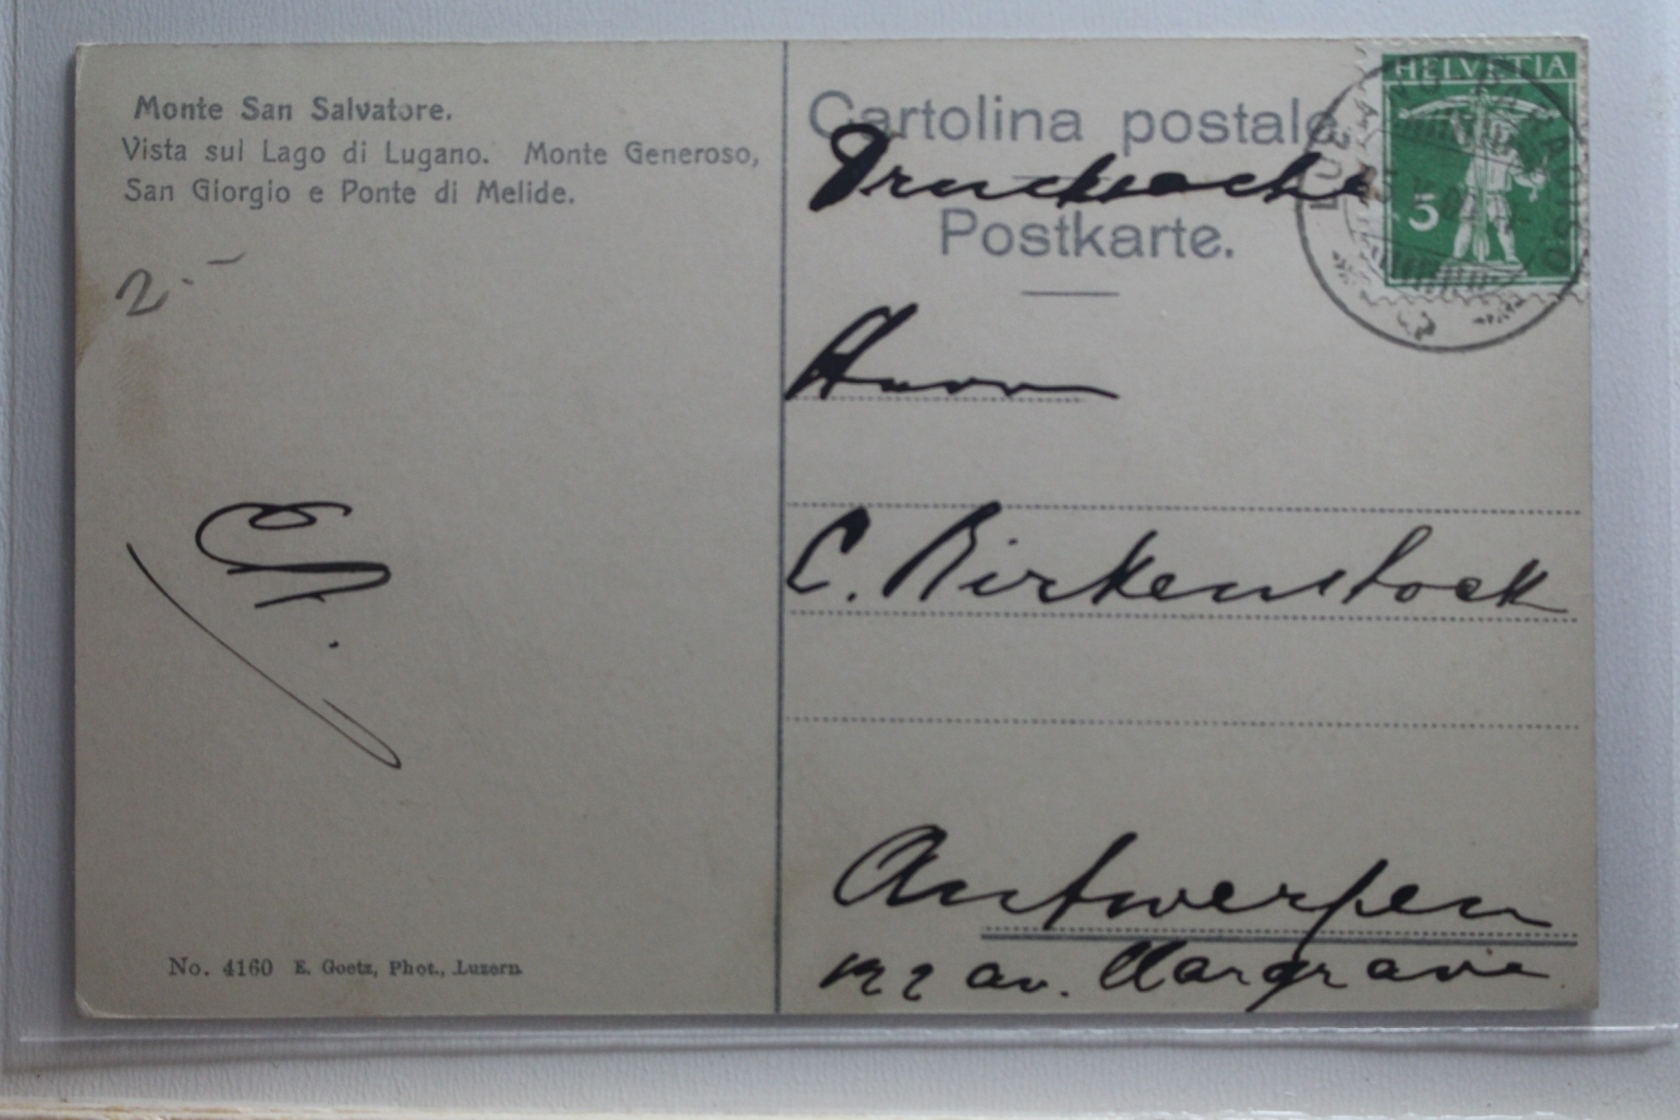 Monte San Salvatore.
Vista sul Lago di Lugano. Monte Generoso,
San Giorgio e Ponte di Melide.
2.-
No. 4160 E. Goetz, Phot., Luzern
Cartolina postale
Drucksache
Postkarte.
HELVETIA
5
Herrn
C. Birkenstock
Antwerpen
av. Margrave